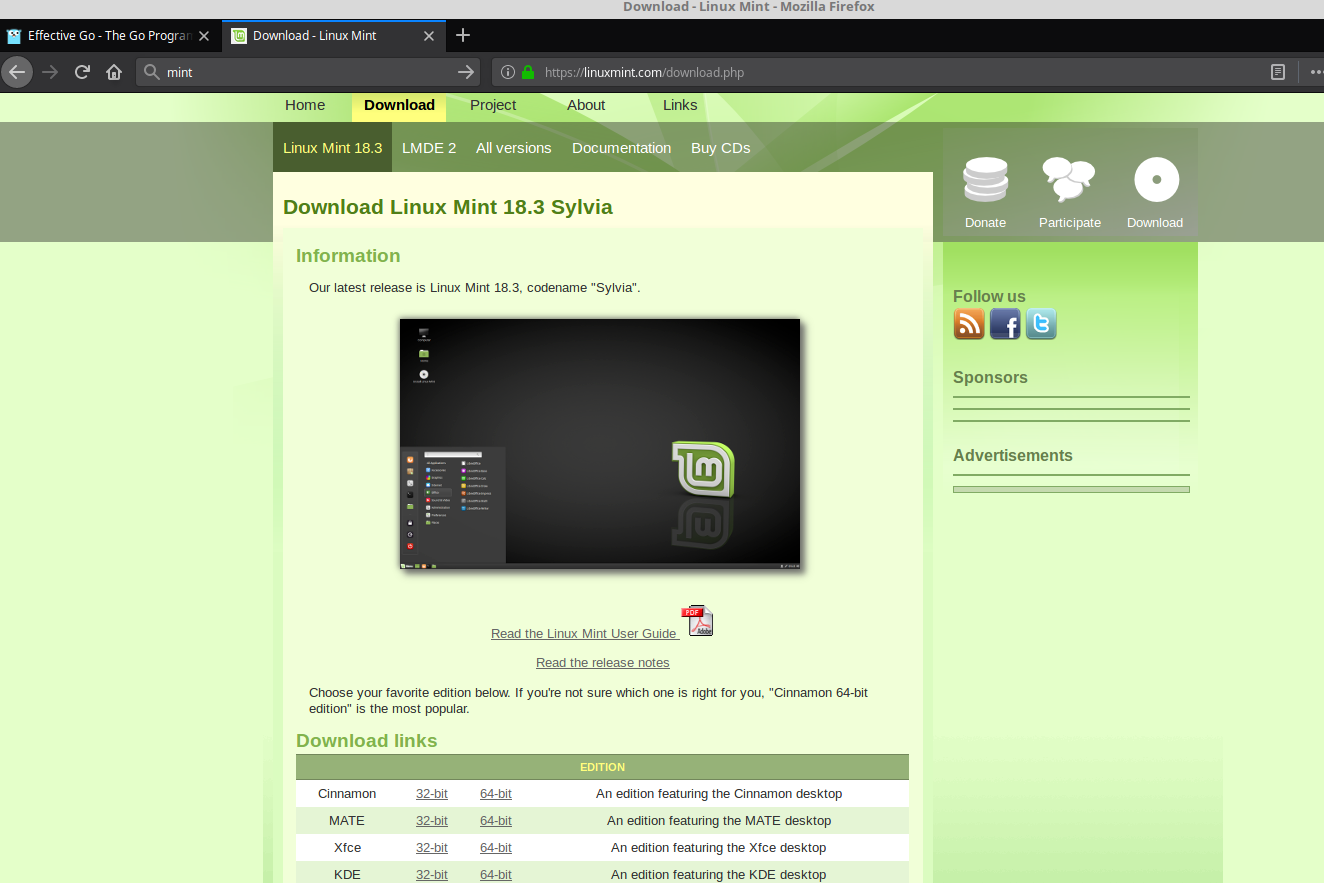 Download - Linux Mint - Mozilla Firefox
Effective Go - The Go Program
Download - Linux Mint
mint
https://linuxmint.com/download.php
Home Download Project About Links
Linux Mint 18.3 LMDE 2 All versions Documentation Buy CDs
Donate Participate Download
Download Linux Mint 18.3 Sylvia
Information
Our latest release is Linux Mint 18.3, codename "Sylvia".
Follow us
Sponsors
Advertisements
PDF
Adobe
Read the Linux Mint User Guide
Read the release notes
Choose your favorite edition below. If you're not sure which one is right for you, "Cinnamon 64-bit
edition" is the most popular.
Download links
EDITION
Cinnamon 32-bit 64-bit An edition featuring the Cinnamon desktop
MATE 32-bit 64-bit An edition featuring the MATE desktop
Xfce 32-bit 64-bit An edition featuring the Xfce desktop
KDE 32-bit 64-bit An edition featuring the KDE desktop